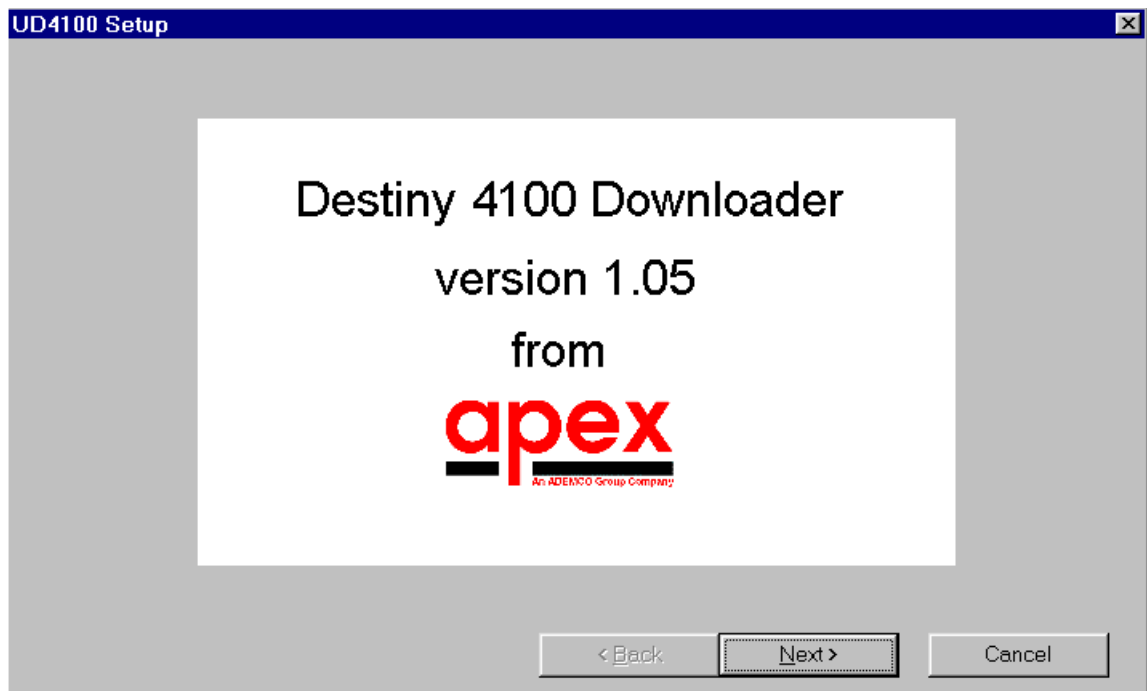 UD4100 Setup
Destiny 4100 Downloader
version 1.05
from
apex
An ADEMCO Group Company
< Back
Next >
Cancel